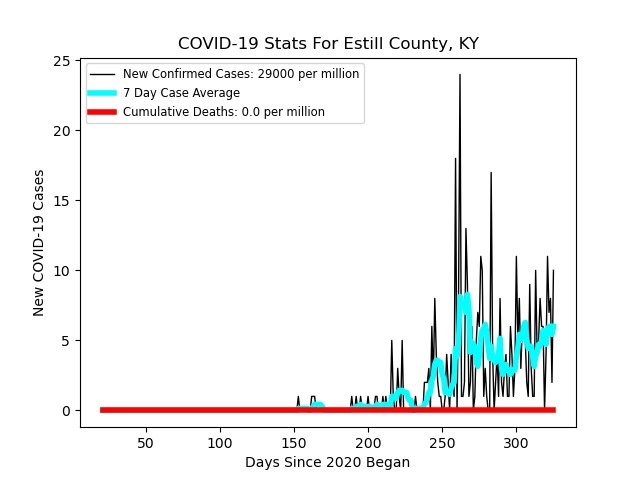 COVID-19 Stats For Estill County, KY
New Confirmed Cases: 29000 per million
7 Day Case Average
Cumulative Deaths: 0.0 per million
New COVID-19 Cases
25
20
15
10
5
0
50
100
150
200
250
300
Days Since 2020 Began